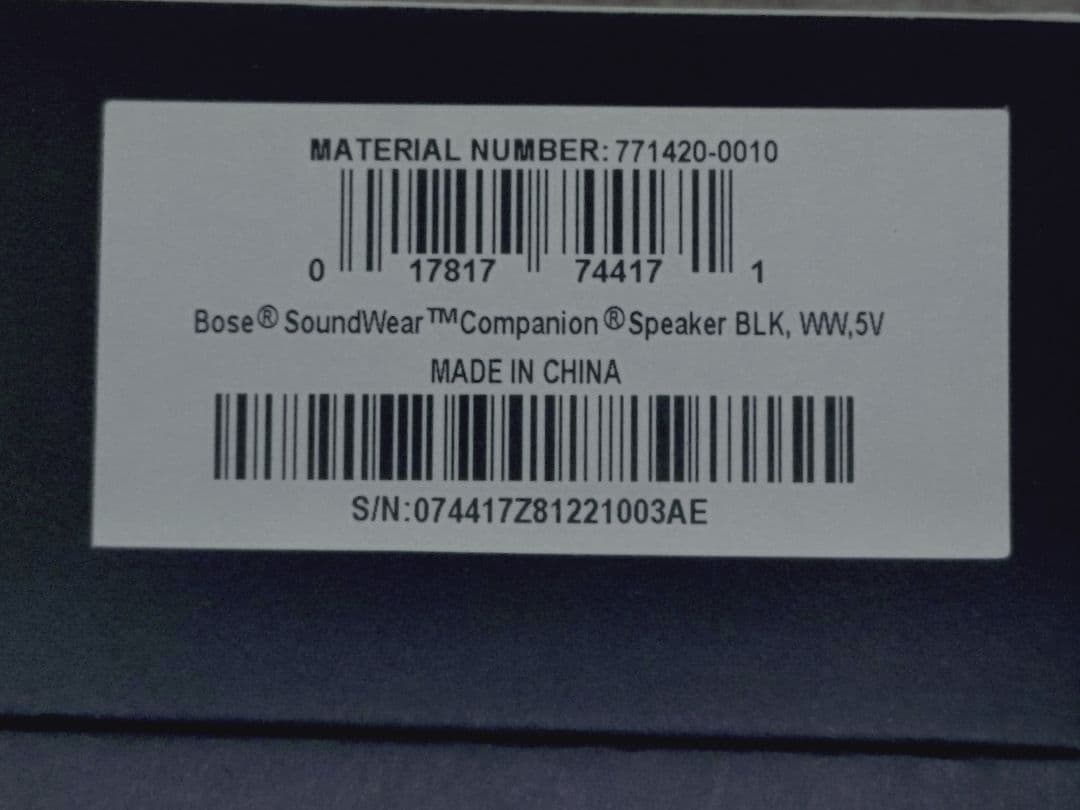 MATERIAL NUMBER: 771420-0010
0 17817 74417 1
Bose® SoundWear™ Companion® Speaker BLK, WW,5V
MADE IN CHINA
S/N:074417Z81221003AE